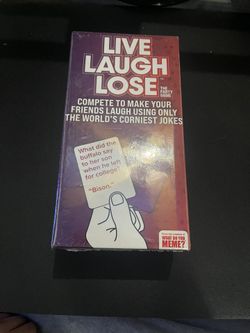 LIVE
LAUGH
LOSE
THE
PARTY
GAME
COMPETE TO MAKE YOUR
FRIENDS LAUGH USING ONLY
THE WORLD'S CORNIEST JOKES
What did the
buffalo say
to her son
when he left
for college?
"Bison."
WHAT DO YOU
MEME?